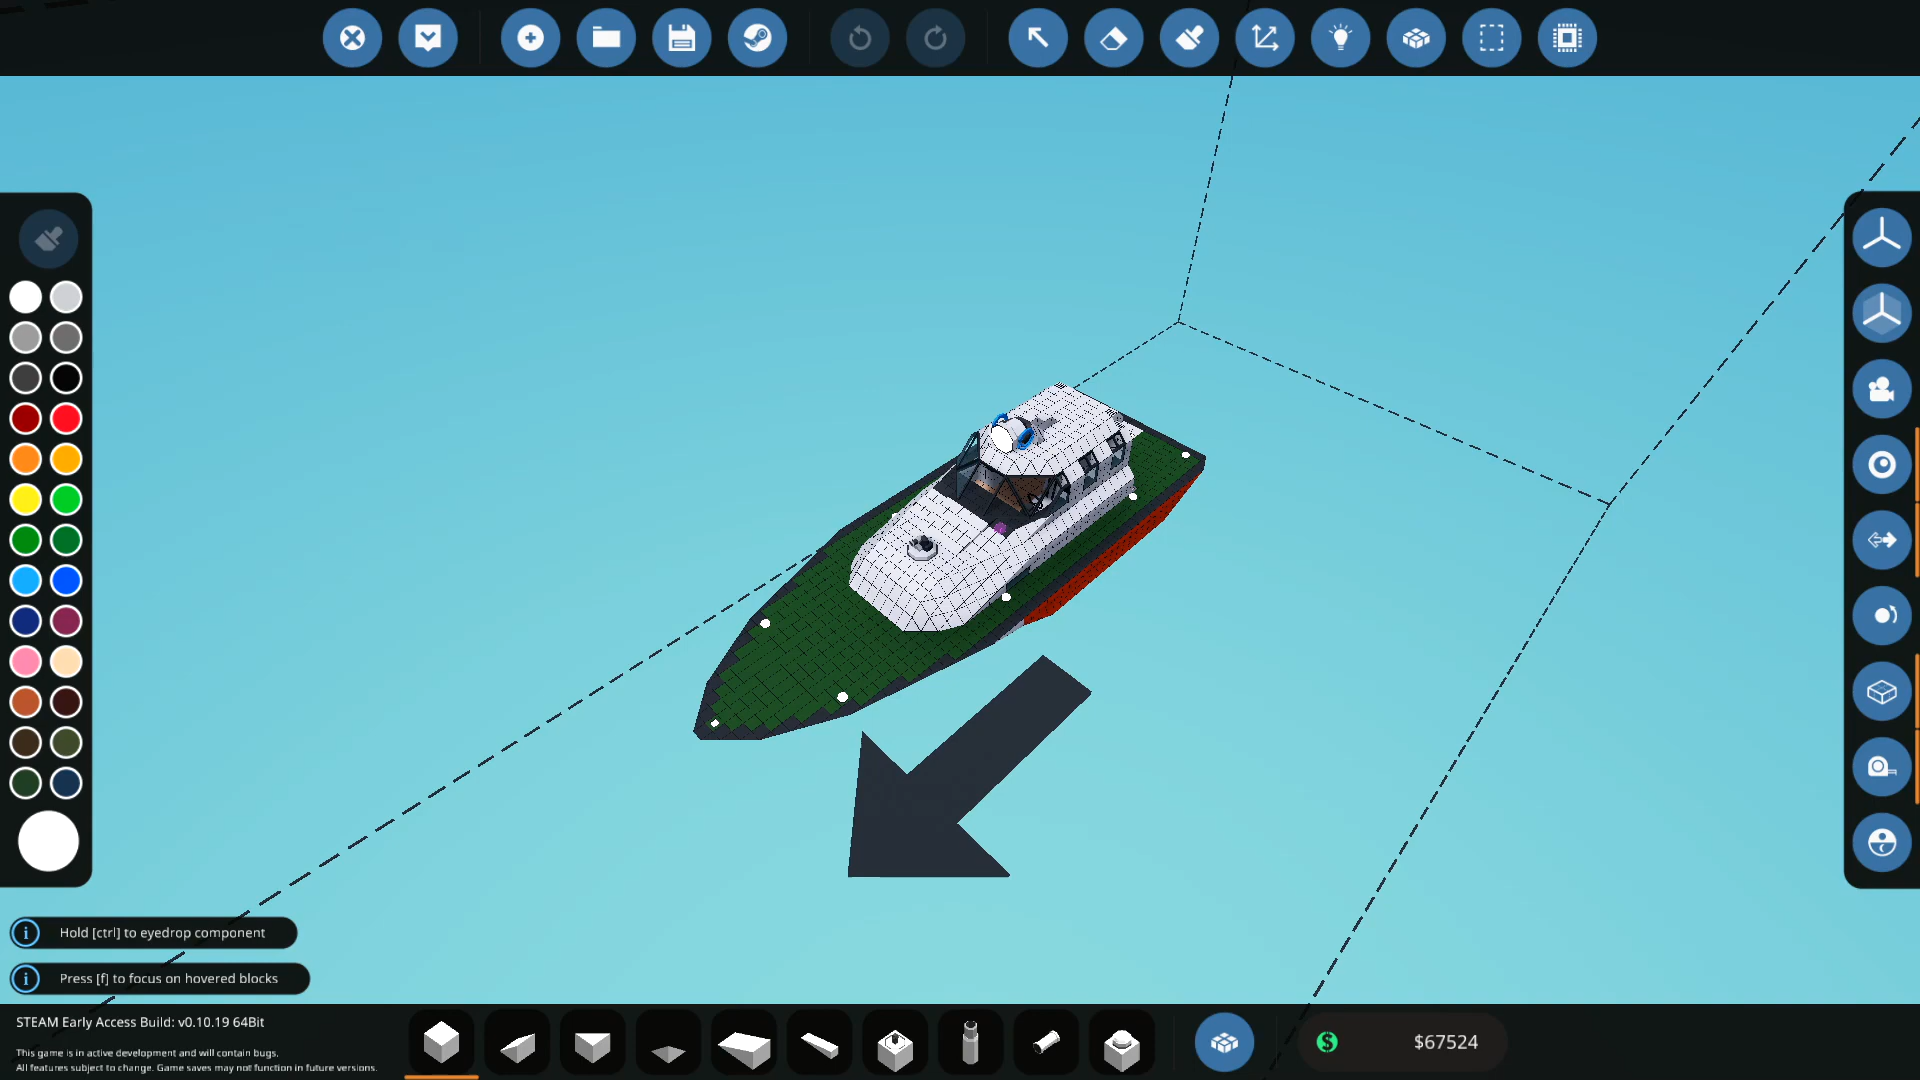 Hold [ctrl] to eyedrop component
Press [f] to focus on hovered blocks
STEAM Early Access Build: v0.10.19 64Bit
This game is in active development and will contain bugs.
All features subject to change. Game saves may not function in future versions.
$67524